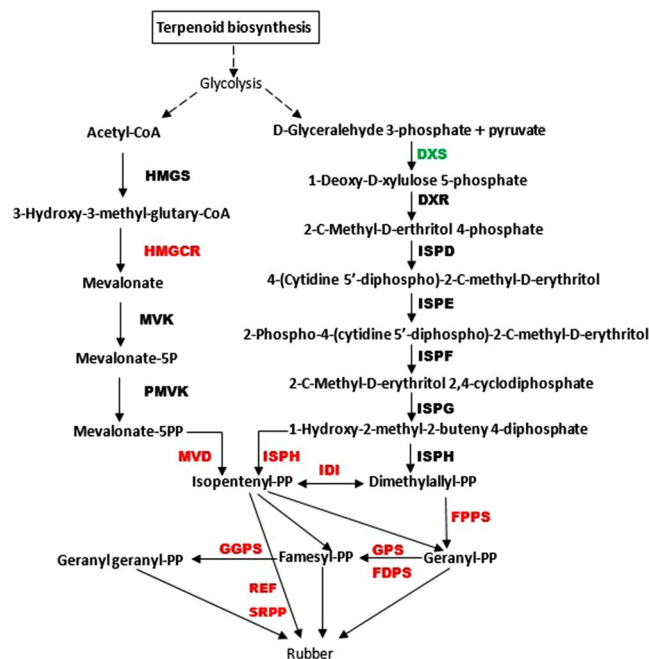 Terpenoid biosynthesis
Glycolysis
Acetyl-CoA
D-Glyceralehyde 3-phosphate + pyruvate
DXS
HMGS
1-Deoxy-D-xylulose 5-phosphate
DXR
3-Hydroxy-3-methyl-glutary-CoA
2-C-Methyl-D-erthritol 4-phosphate
HMGCR
ISPD
Mevalonate
4-(Cytidine 5’-diphospho)-2-C-methyl-D-erythritol
MVK
ISPE
2-Phospho-4-(cytidine 5’-diphospho)-2-C-methyl-D-erythritol
Mevalonate-5P
ISPF
PMVK
2-C-Methyl-D-erythritol 2,4-cyclodiphosphate
ISPG
Mevalonate-5PP
1-Hydroxy-2-methyl-2-buteny 4-diphosphate
MVD
ISPH
IDI
ISPH
Isopentenyl-PP
Dimethylallyl-PP
FPPS
GGPS
GPS
Geranyl geranyl-PP
Famesyl-PP
Geranyl-PP
FDPS
REF
SRPP
Rubber